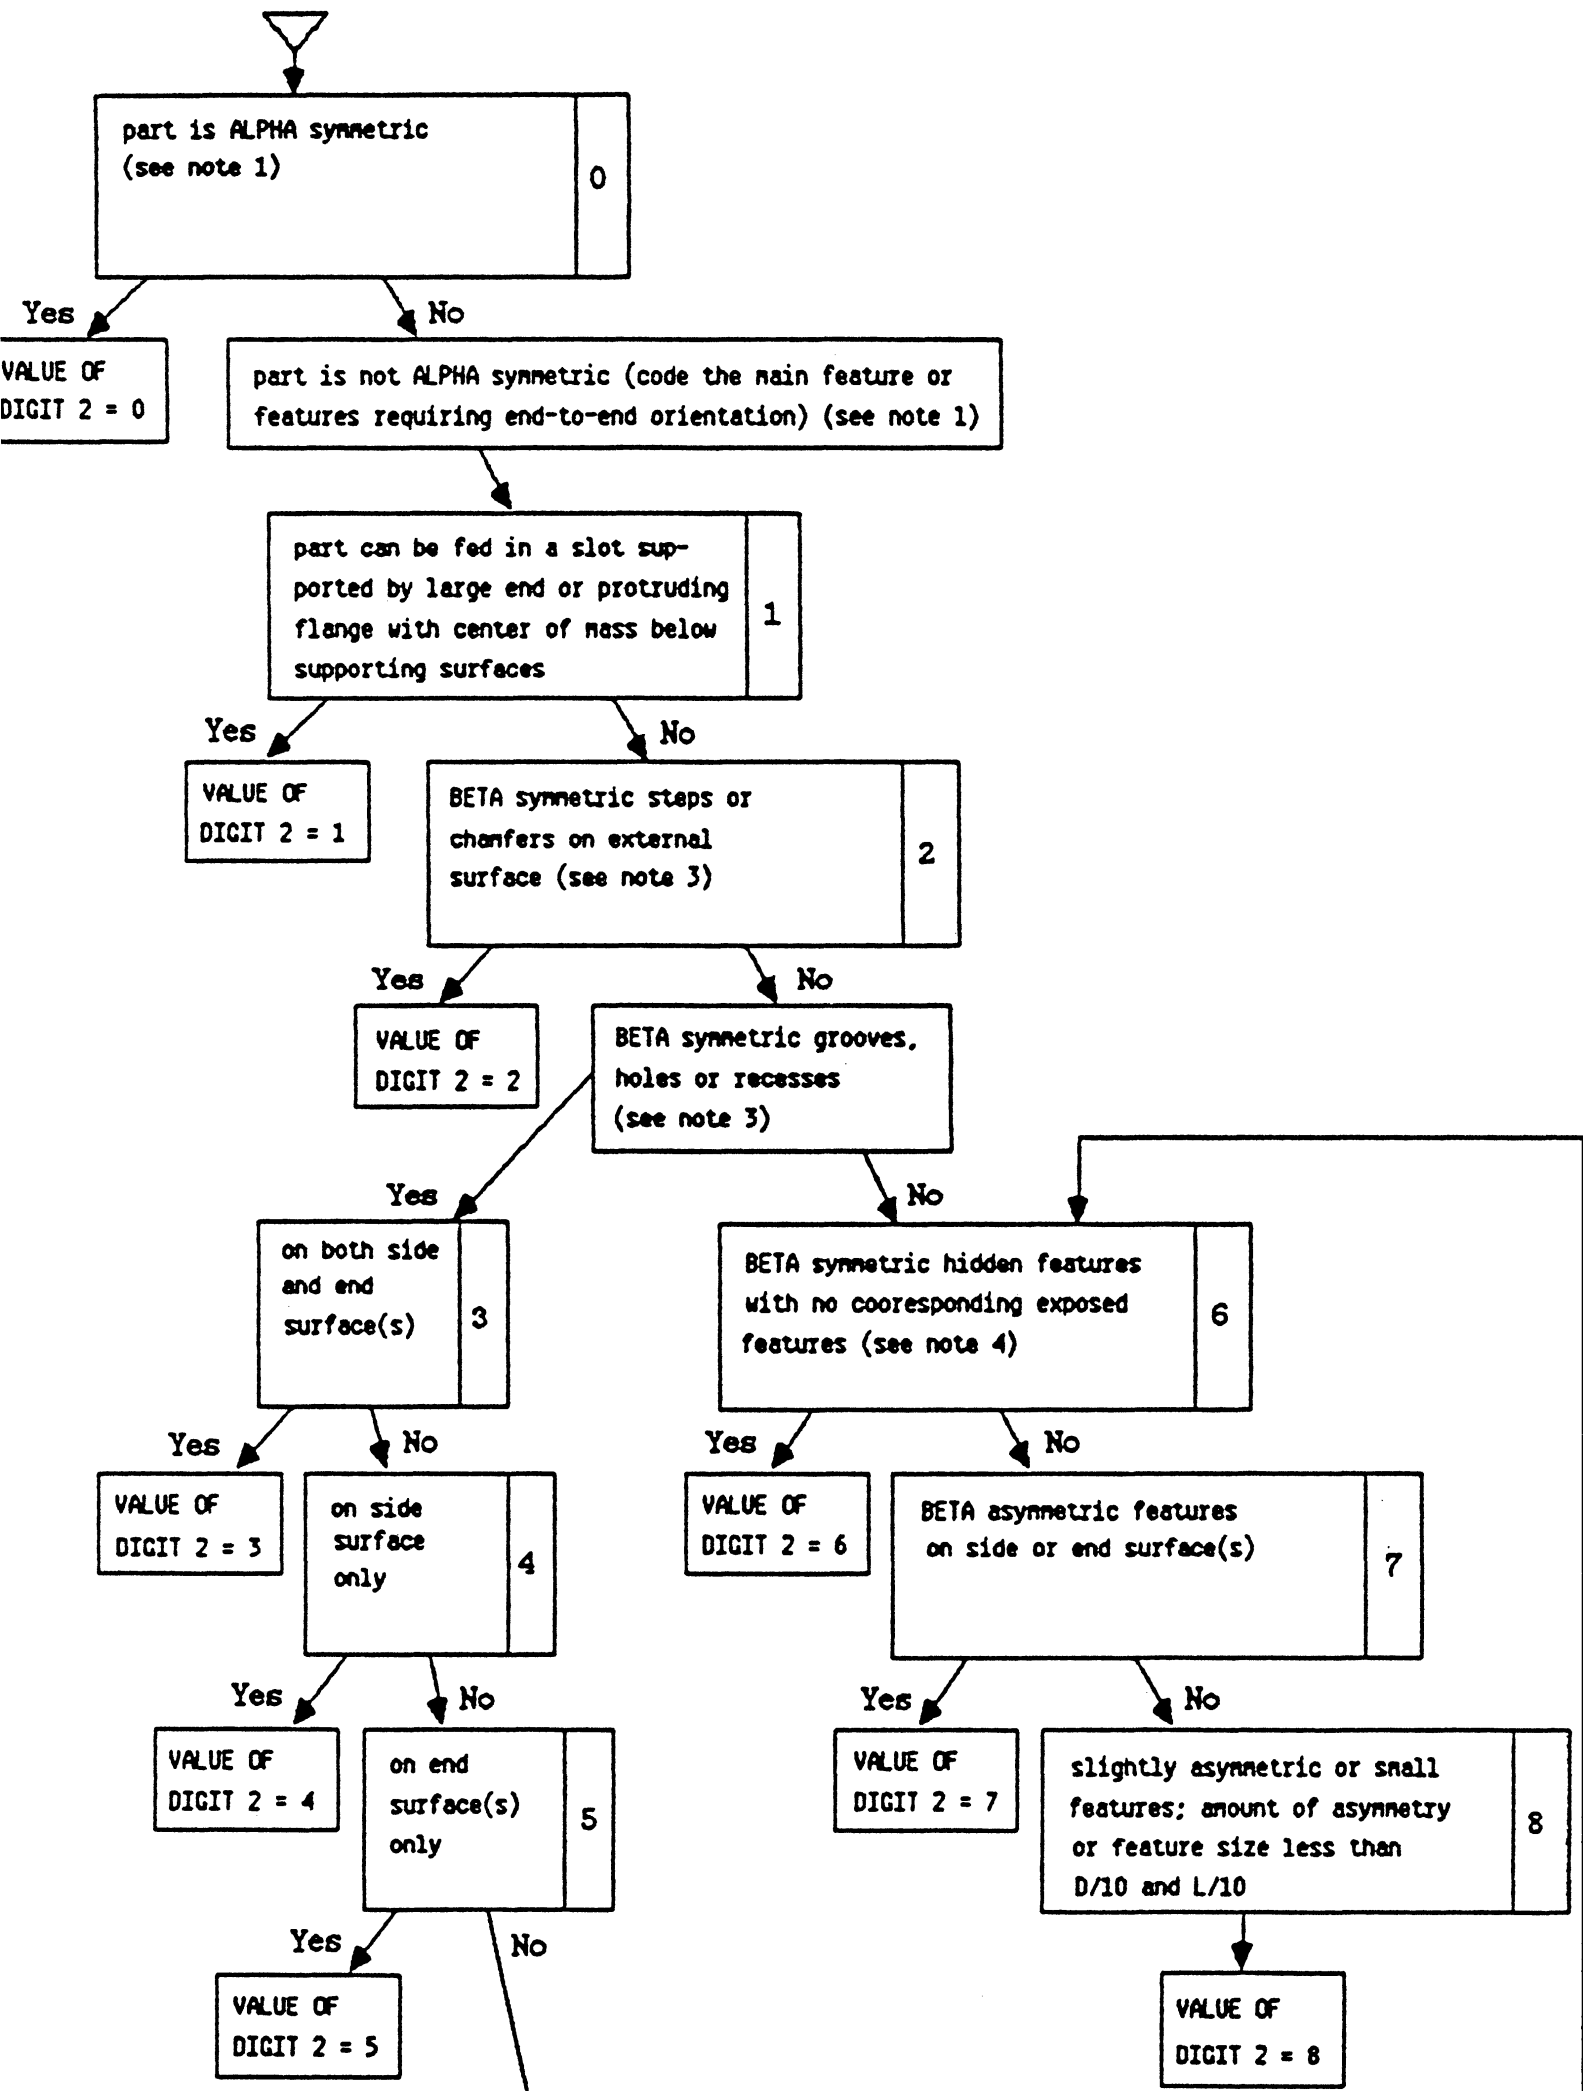 part is ALPHA symmetric
(see note 1)
0
Yes
No
VALUE OF
DIGIT 2 = 0
part is not ALPHA symmetric (code the main feature or
features requiring end-to-end orientation) (see note 1)
part can be fed in a slot sup-
ported by large end or protruding
flange with center of mass below
supporting surfaces
1
Yes
No
VALUE OF
DIGIT 2 = 1
BETA symmetric steps or
chamfers on external
surface (see note 3)
2
Yes
No
VALUE OF
DIGIT 2 = 2
BETA symmetric grooves,
holes or recesses
(see note 3)
Yes
No
on both side
and end
surface(s)
3
BETA symmetric hidden features
with no cooresponding exposed
features (see note 4)
6
Yes
No
Yes
No
VALUE OF
DIGIT 2 = 3
on side
surface
only
4
VALUE OF
DIGIT 2 = 6
BETA asymmetric features
on side or end surface(s)
7
Yes
No
Yes
No
VALUE OF
DIGIT 2 = 4
on end
surface(s)
only
5
VALUE OF
DIGIT 2 = 7
slightly asymmetric or small
features; amount of asymmetry
or feature size less than
D/10 and L/10
8
Yes
No
VALUE OF
DIGIT 2 = 5
VALUE OF
DIGIT 2 = 8